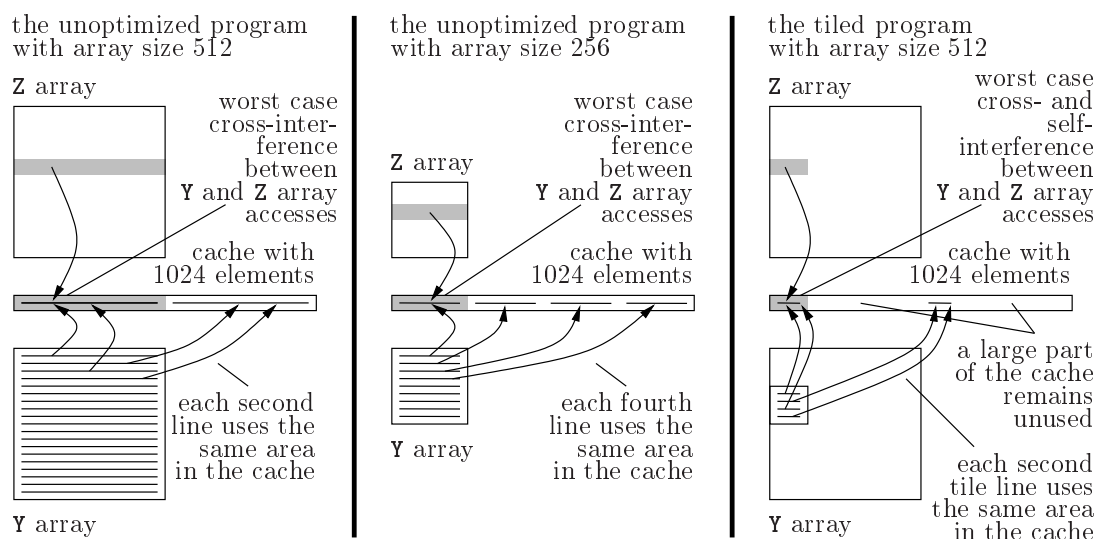 the unoptimized program
with array size 512
Z array
worst case
cross-inter-
ference
between
Y and Z array
accesses
cache with
1024 elements
each second
line uses the
same area
in the cache
Y array
the unoptimized program
with array size 256
worst case
cross-inter-
ference
between
Z array
Y and Z array
accesses
cache with
1024 elements
each fourth
line uses the
same area
in the cache
Y array
the tiled program
with array size 512
Z array
worst case
cross- and
self-
interference
between
Y and Z array
accesses
cache with
1024 elements
a large part
of the cache
remains
unused
each second
tile line uses
the same area
in the cache
Y array